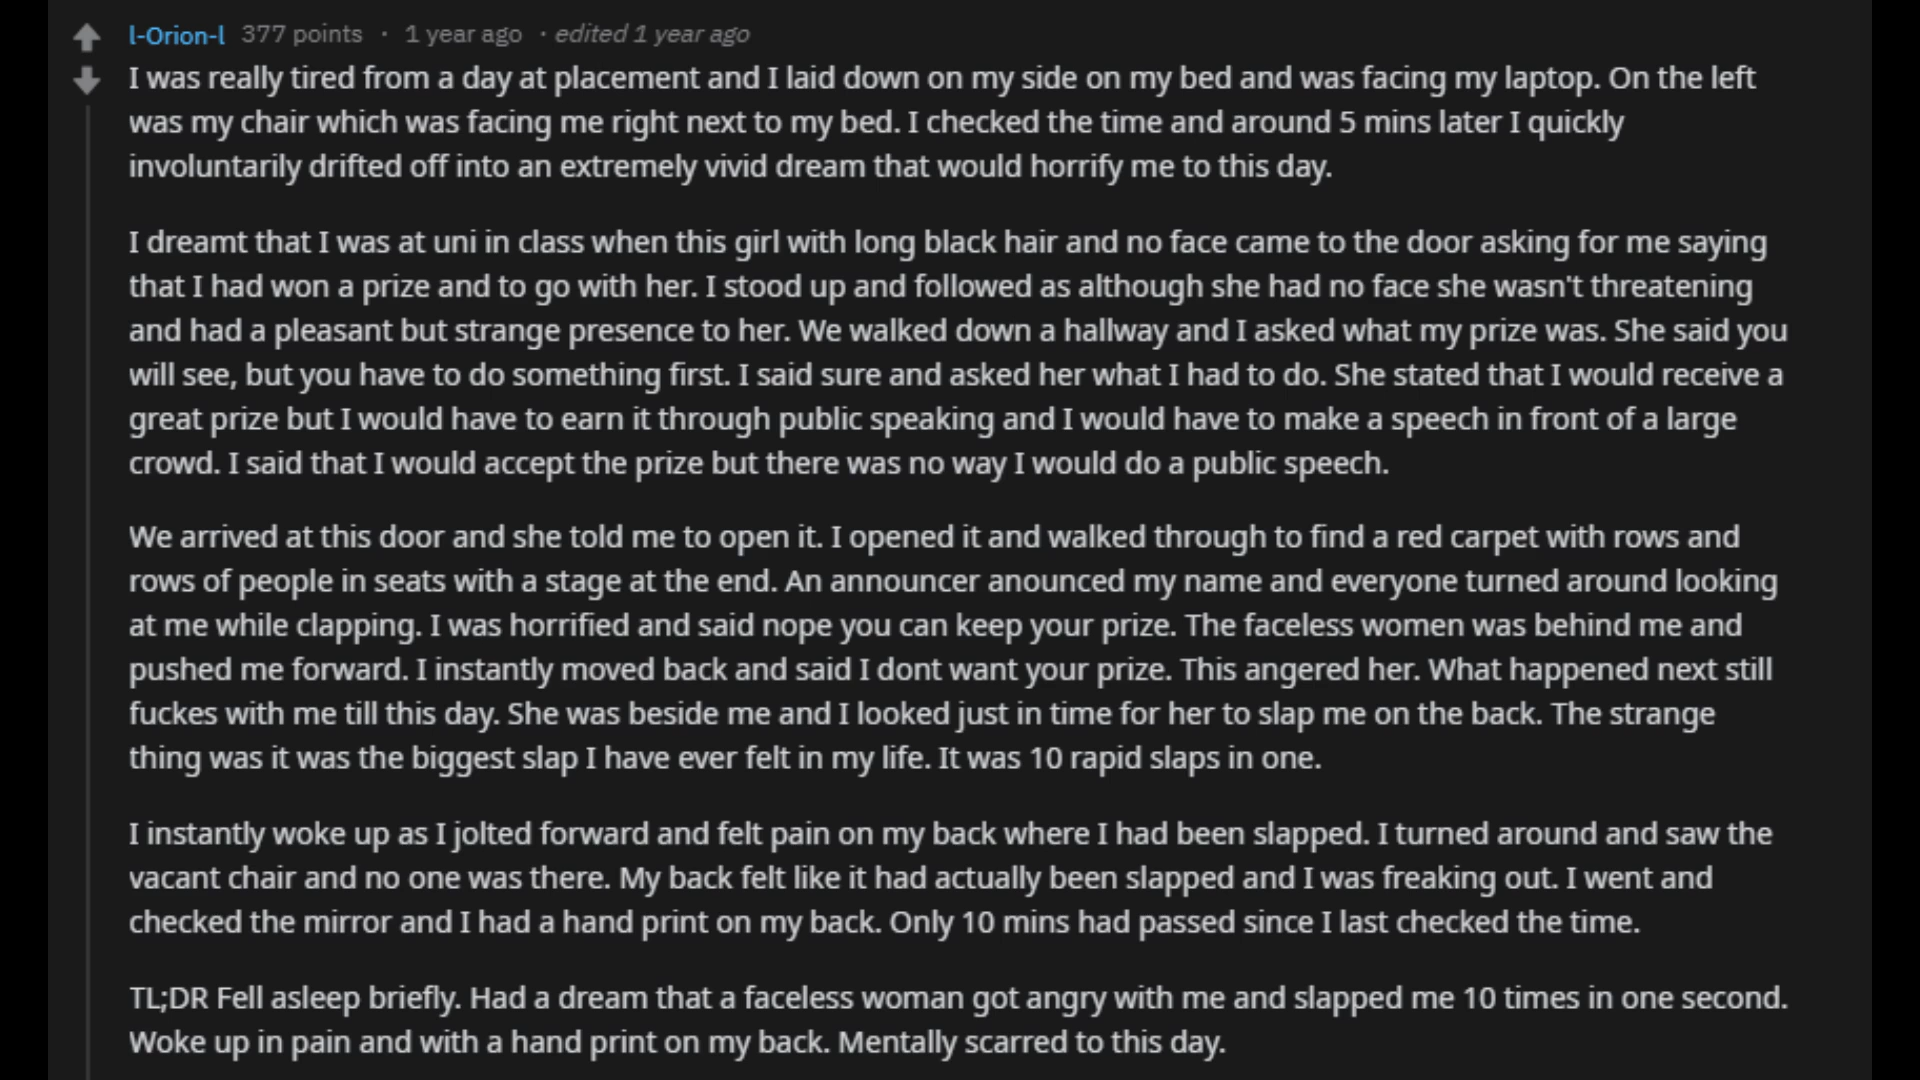 l-Orion-l 377 points · 1 year ago · edited 1 year ago
I was really tired from a day at placement and I laid down on my side on my bed and was facing my laptop. On the left
was my chair which was facing me right next to my bed. I checked the time and around 5 mins later I quickly
involuntarily drifted off into an extremely vivid dream that would horrify me to this day.
I dreamt that I was at uni in class when this girl with long black hair and no face came to the door asking for me saying
that I had won a prize and to go with her. I stood up and followed as although she had no face she wasn't threatening
and had a pleasant but strange presence to her. We walked down a hallway and I asked what my prize was. She said you
will see, but you have to do something first. I said sure and asked her what I had to do. She stated that I would receive a
great prize but I would have to earn it through public speaking and I would have to make a speech in front of a large
crowd. I said that I would accept the prize but there was no way I would do a public speech.
We arrived at this door and she told me to open it. I opened it and walked through to find a red carpet with rows and
rows of people in seats with a stage at the end. An announcer anounced my name and everyone turned around looking
at me while clapping. I was horrified and said nope you can keep your prize. The faceless women was behind me and
pushed me forward. I instantly moved back and said I dont want your prize. This angered her. What happened next still
fuckes with me till this day. She was beside me and I looked just in time for her to slap me on the back. The strange
thing was it was the biggest slap I have ever felt in my life. It was 10 rapid slaps in one.
I instantly woke up as I jolted forward and felt pain on my back where I had been slapped. I turned around and saw the
vacant chair and no one was there. My back felt like it had actually been slapped and I was freaking out. I went and
checked the mirror and I had a hand print on my back. Only 10 mins had passed since I last checked the time.
TL;DR Fell asleep briefly. Had a dream that a faceless woman got angry with me and slapped me 10 times in one second.
Woke up in pain and with a hand print on my back. Mentally scarred to this day.